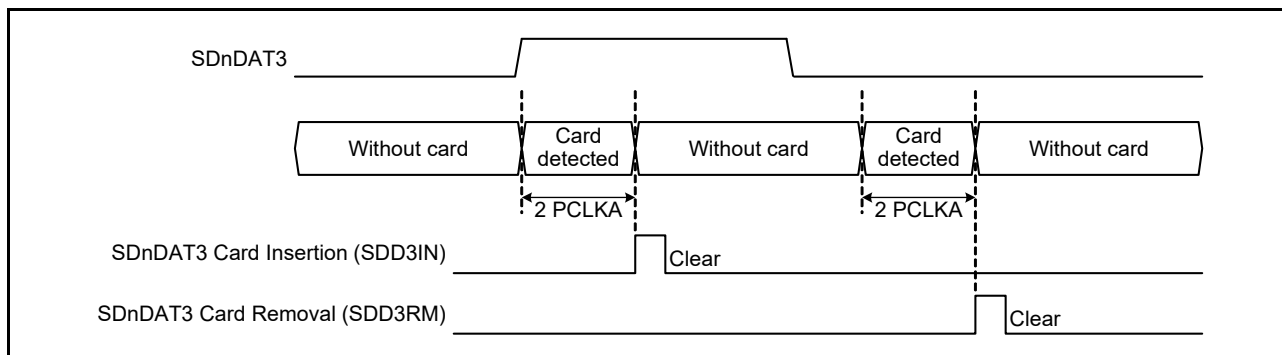 SDnDAT3
Without card
Card
detected
Without card
Card
detected
Without card
2 PCLKA
2 PCLKA
SDnDAT3 Card Insertion (SDD3IN)
Clear
SDnDAT3 Card Removal (SDD3RM)
Clear